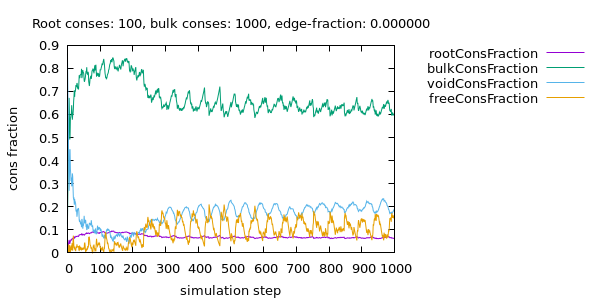 Root conses: 100, bulk conses: 1000, edge-fraction: 0.000000
rootConsFraction
bulkConsFraction
voidConsFraction
freeConsFraction
cons fraction
0.9
0.8
0.7
0.6
0.5
0.4
0.3
0.2
0.1
0
0 100 200 300 400 500 600 700 800 900 1000
simulation step